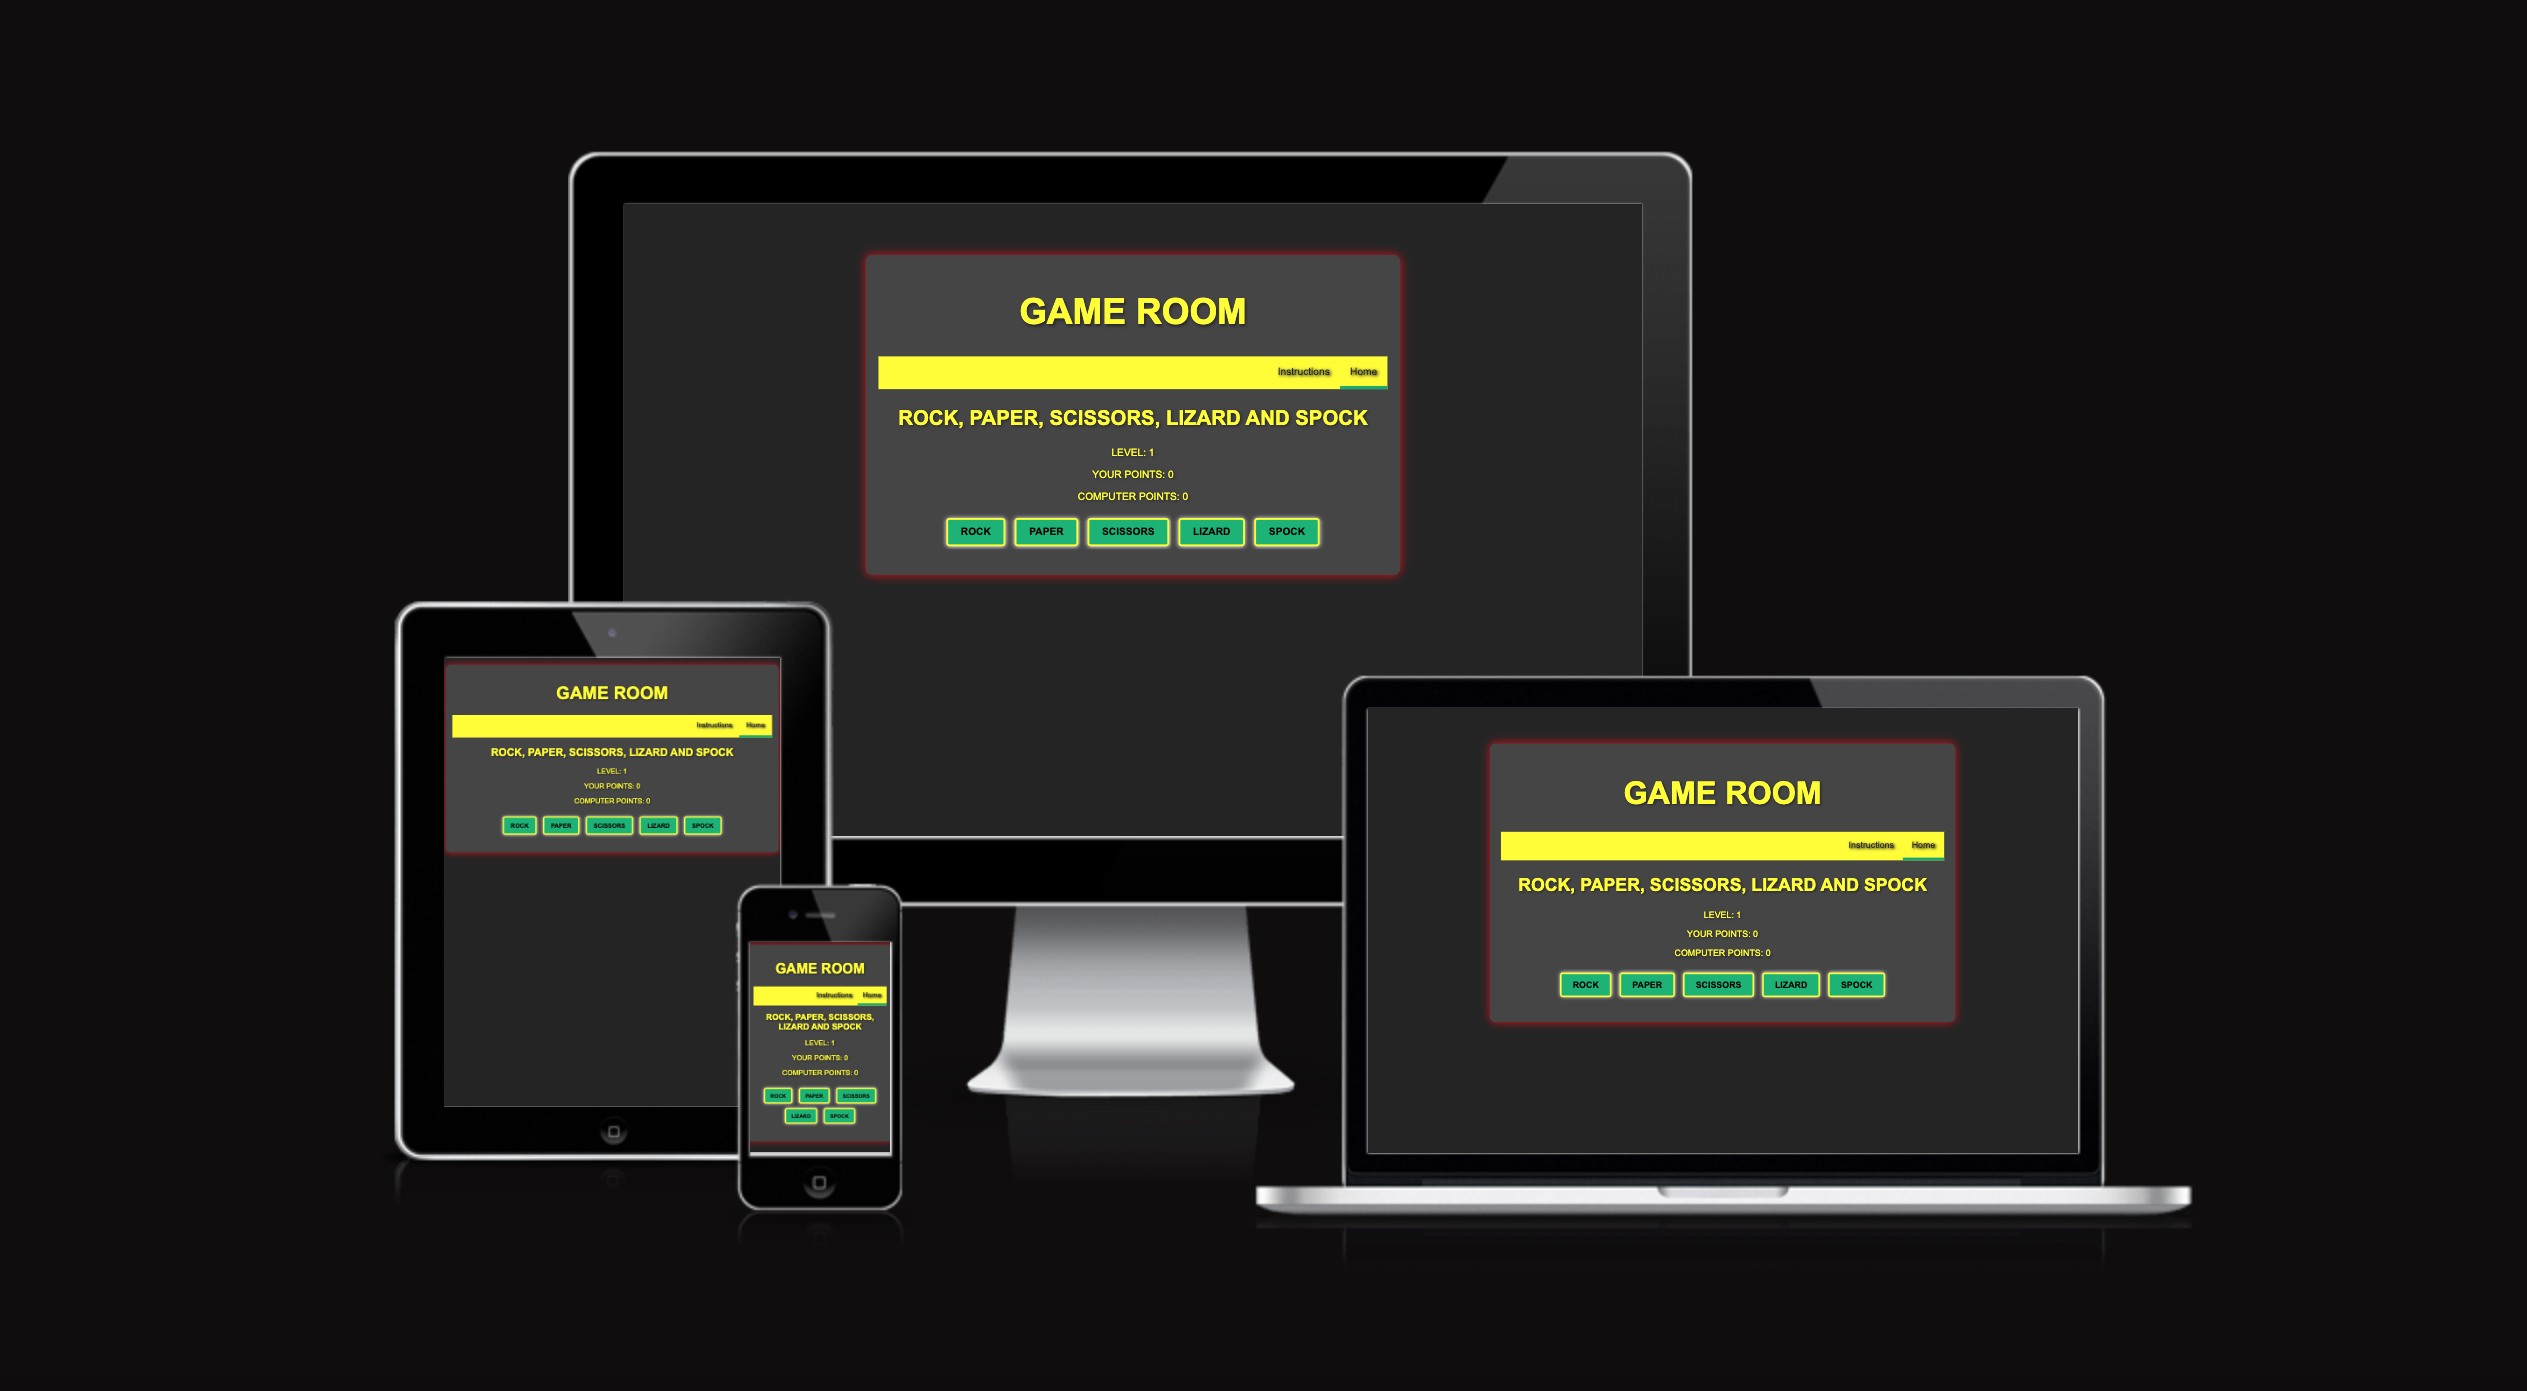 GAME ROOM
Instructions Home
ROCK, PAPER, SCISSORS, LIZARD AND SPOCK
LEVEL: 1
YOUR POINTS: 0
COMPUTER POINTS: 0
ROCK PAPER SCISSORS LIZARD SPOCK
GAME ROOM
Instructions Home
ROCK, PAPER, SCISSORS, LIZARD AND SPOCK
LEVEL: 1
YOUR POINTS: 0
COMPUTER POINTS: 0
ROCK PAPER SCISSORS LIZARD SPOCK
GAME ROOM
Instructions Home
ROCK, PAPER, SCISSORS,
LIZARD AND SPOCK
LEVEL: 1
YOUR POINTS: 0
COMPUTER POINTS: 0
ROCK PAPER SCISSORS
LIZARD SPOCK
GAME ROOM
Instructions Home
ROCK, PAPER, SCISSORS, LIZARD AND SPOCK
LEVEL: 1
YOUR POINTS: 0
COMPUTER POINTS: 0
ROCK PAPER SCISSORS LIZARD SPOCK